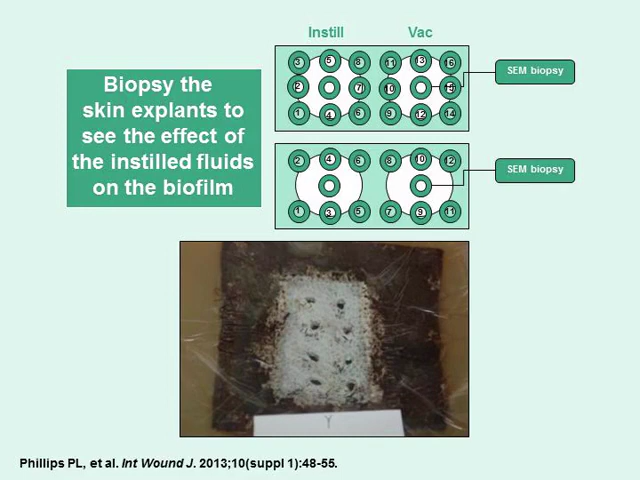 Instill Vac
Biopsy the
skin explants to
see the effect of
the instilled fluids
on the biofilm
3 5 8 11 13 16
2 7 10 15
1 4 6 9 12 14
SEM biopsy
2 4 6 8 10 12
1 3 5 7 9 11
SEM biopsy
Y
Phillips PL, et al. Int Wound J. 2013;10(suppl 1):48-55.